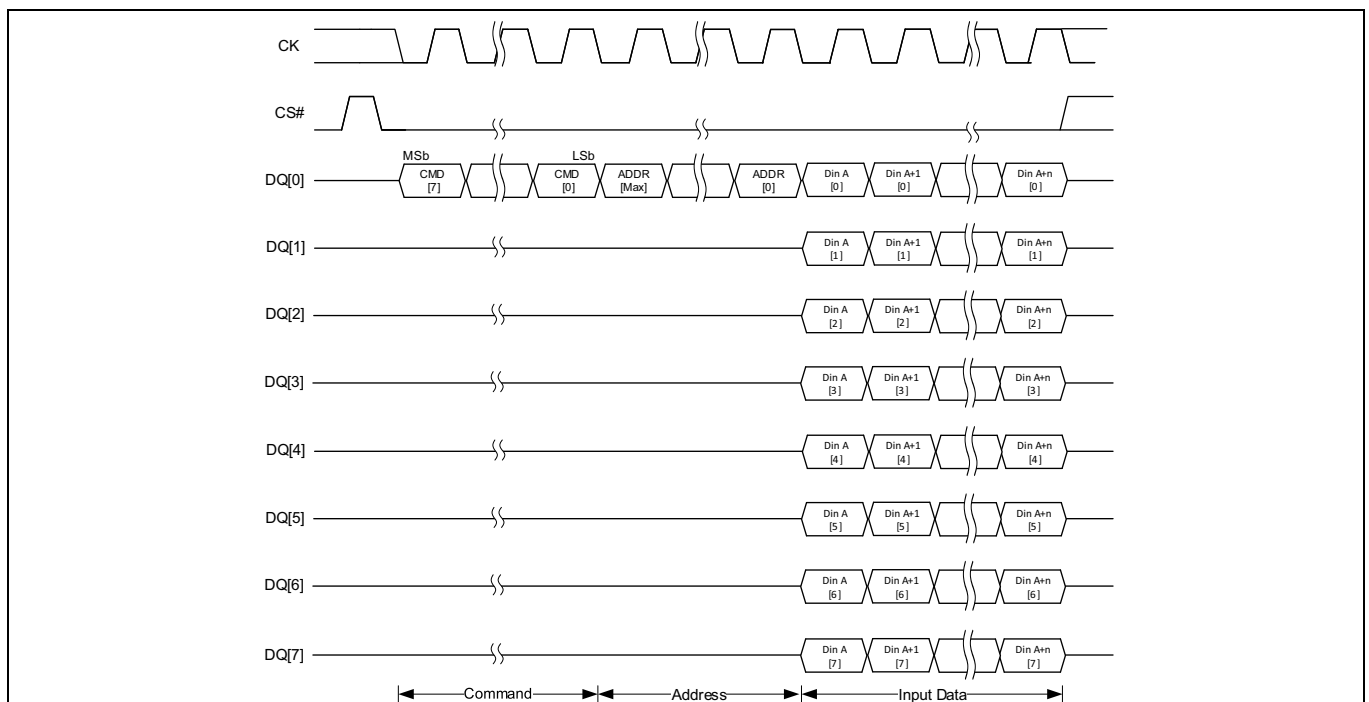 CK
CS#
MSb LSb
DQ[0] CMD [7] CMD [0] ADDR [Max] ADDR [0] Din A [0] Din A+1 [0] Din A+n [0]
DQ[1] Din A [1] Din A+1 [1] Din A+n [1]
DQ[2] Din A [2] Din A+1 [2] Din A+n [2]
DQ[3] Din A [3] Din A+1 [3] Din A+n [3]
DQ[4] Din A [4] Din A+1 [4] Din A+n [4]
DQ[5] Din A [5] Din A+1 [5] Din A+n [5]
DQ[6] Din A [6] Din A+1 [6] Din A+n [6]
DQ[7] Din A [7] Din A+1 [7] Din A+n [7]
Command Address Input Data